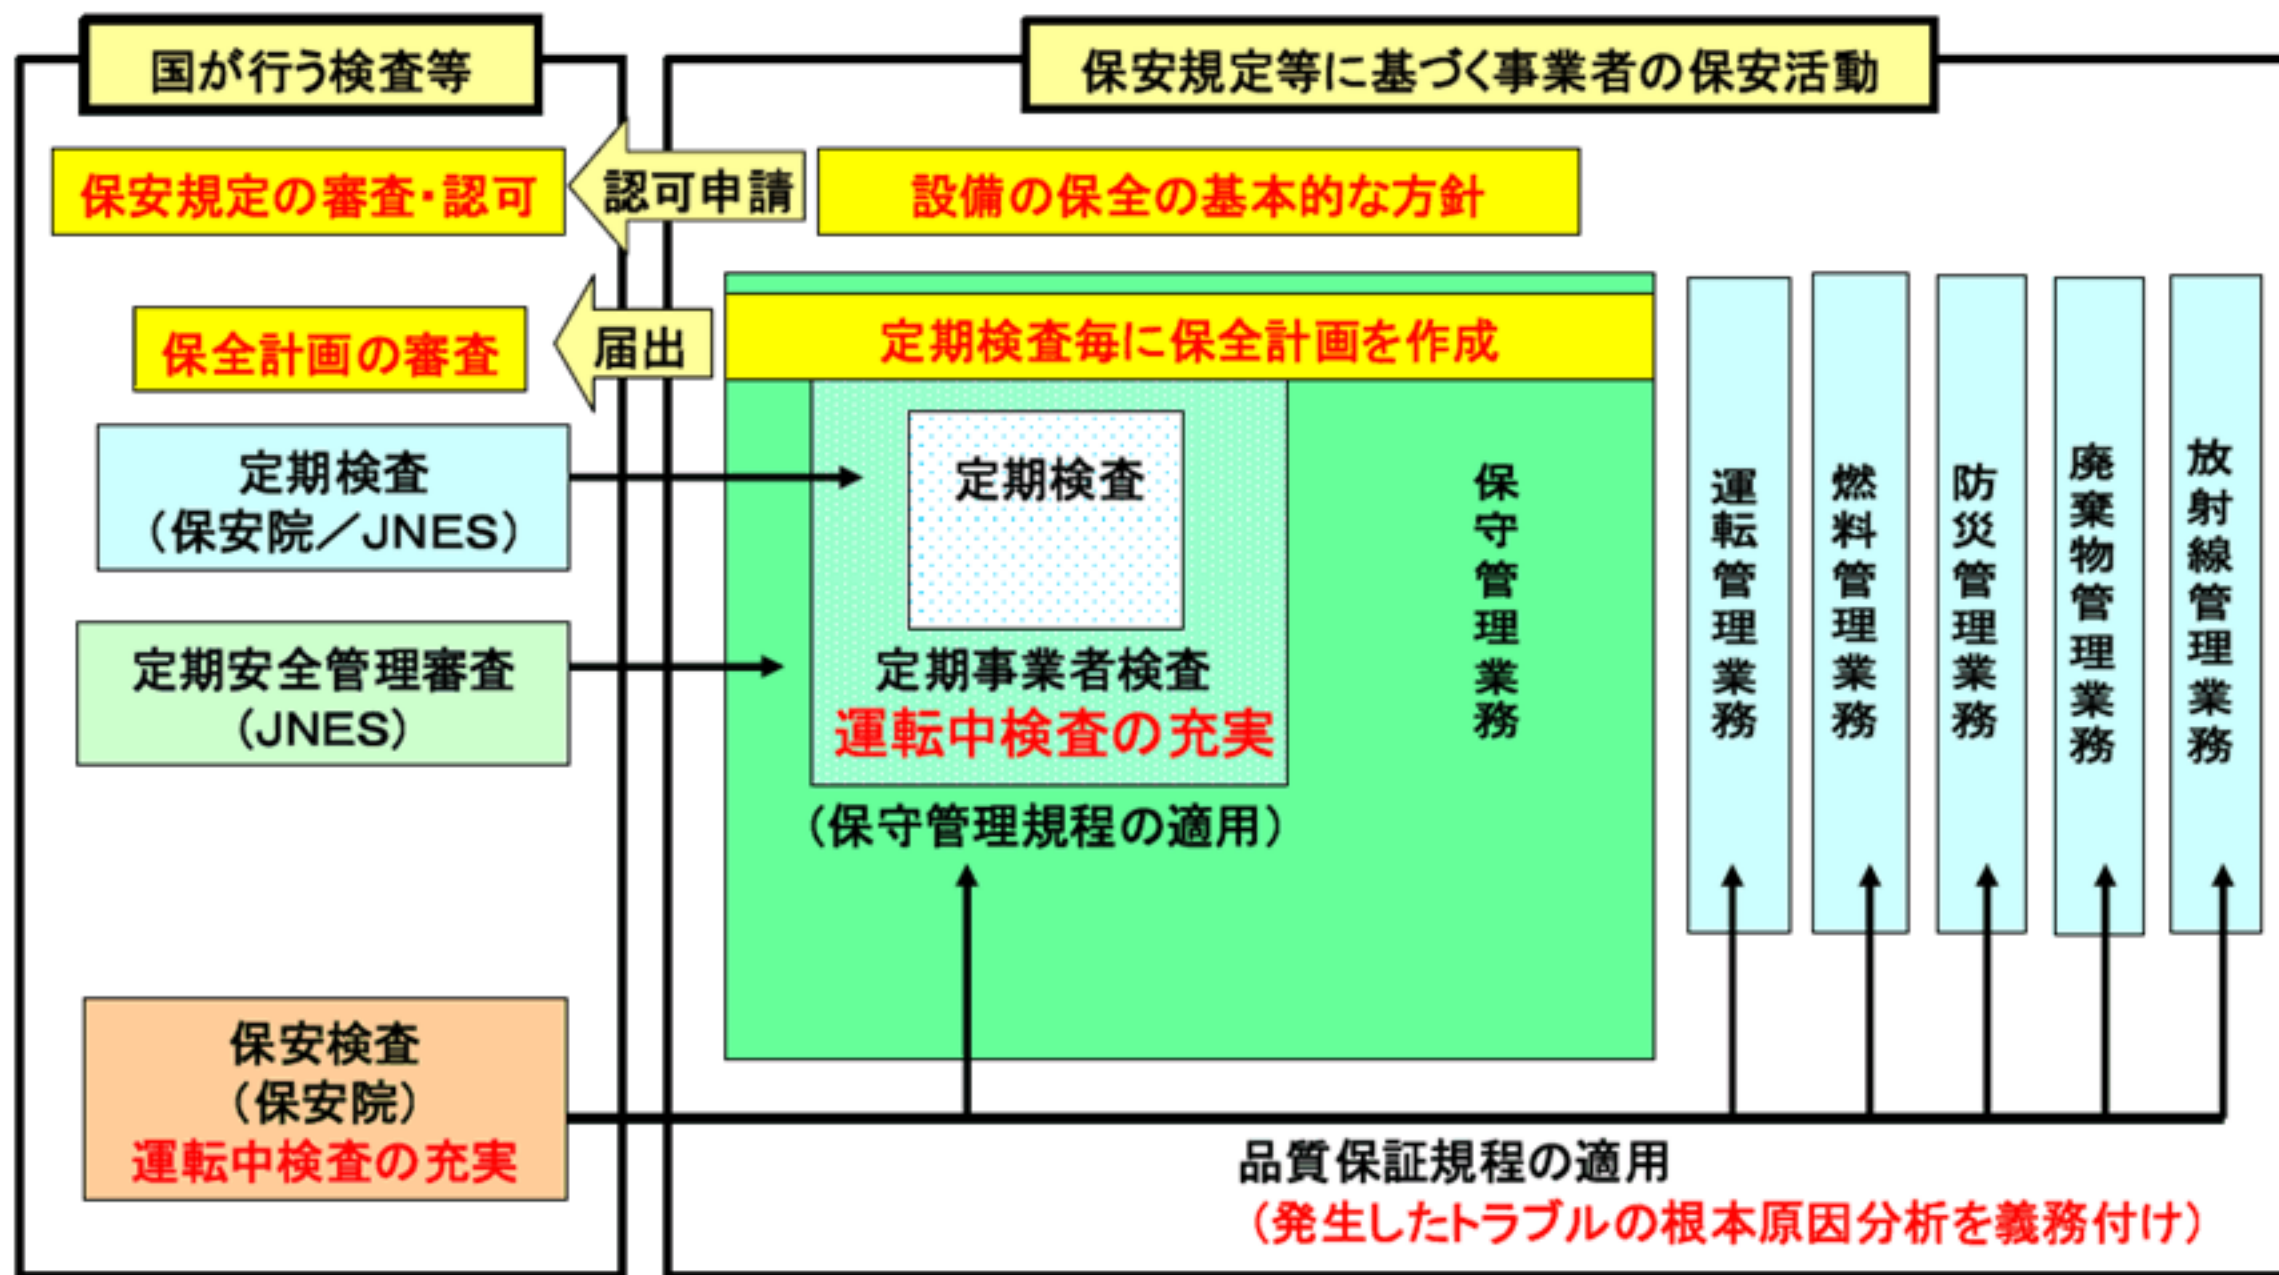 国が行う検査等
保安規定等に基づく事業者の保安活動
保安規定の審査・認可
認可申請
設備の保全の基本的な方針
保全計画の審査
届出
定期検査毎に保全計画を作成
定期検査
（保安院／JNES）
定期検査
定期安全管理審査
（JNES）
定期事業者検査
運転中検査の充実
（保守管理規程の適用）
保守管理業務
運転管理業務
燃料管理業務
防災管理業務
廃棄物管理業務
放射線管理業務
保安検査
（保安院）
運転中検査の充実
品質保証規程の適用
（発生したトラブルの根本原因分析を義務付け）